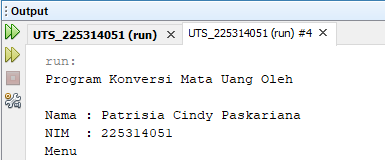 Output
UTS_225314051 (run) × UTS_225314051 (run) #4 ×
run:
Program Konversi Mata Uang Oleh
Nama : Patrisia Cindy Paskariana
NIM : 225314051
Menu